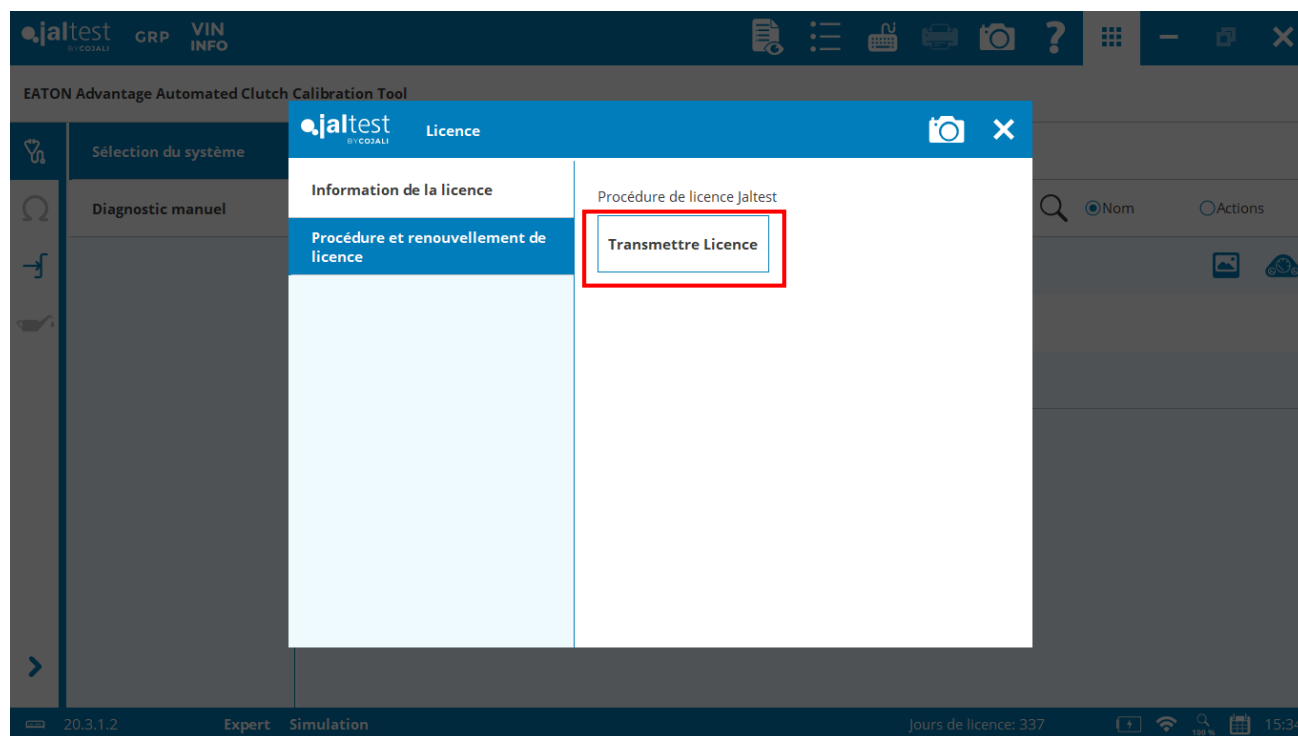 jaltest GRP VIN INFO
BY COJALI
EATON Advantage Automated Clutch Calibration Tool
jaltest Licence
BY COJALI
Sélection du système
Diagnostic manuel
Information de la licence
Procédure et renouvellement de
licence
Procédure de licence Jaltest
Transmettre Licence
Nom
Actions
20.3.1.2 Expert Simulation Jours de licence: 337 100 % 15:34